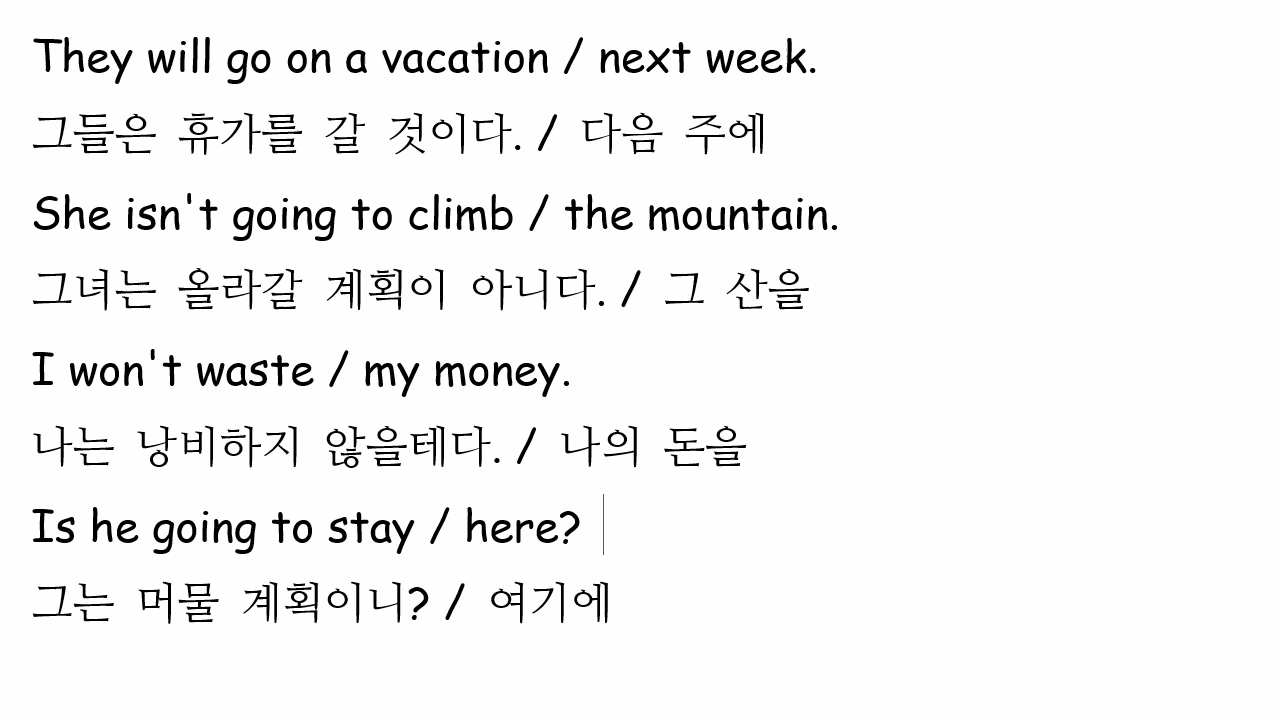 They will go on a vacation / next week.
그들은 휴가를 갈 것이다. / 다음 주에
She isn't going to climb / the mountain.
그녀는 올라갈 계획이 아니다. / 그 산을
I won't waste / my money.
나는 낭비하지 않을테다. / 나의 돈을
Is he going to stay / here?
그는 머물 계획이니? / 여기에